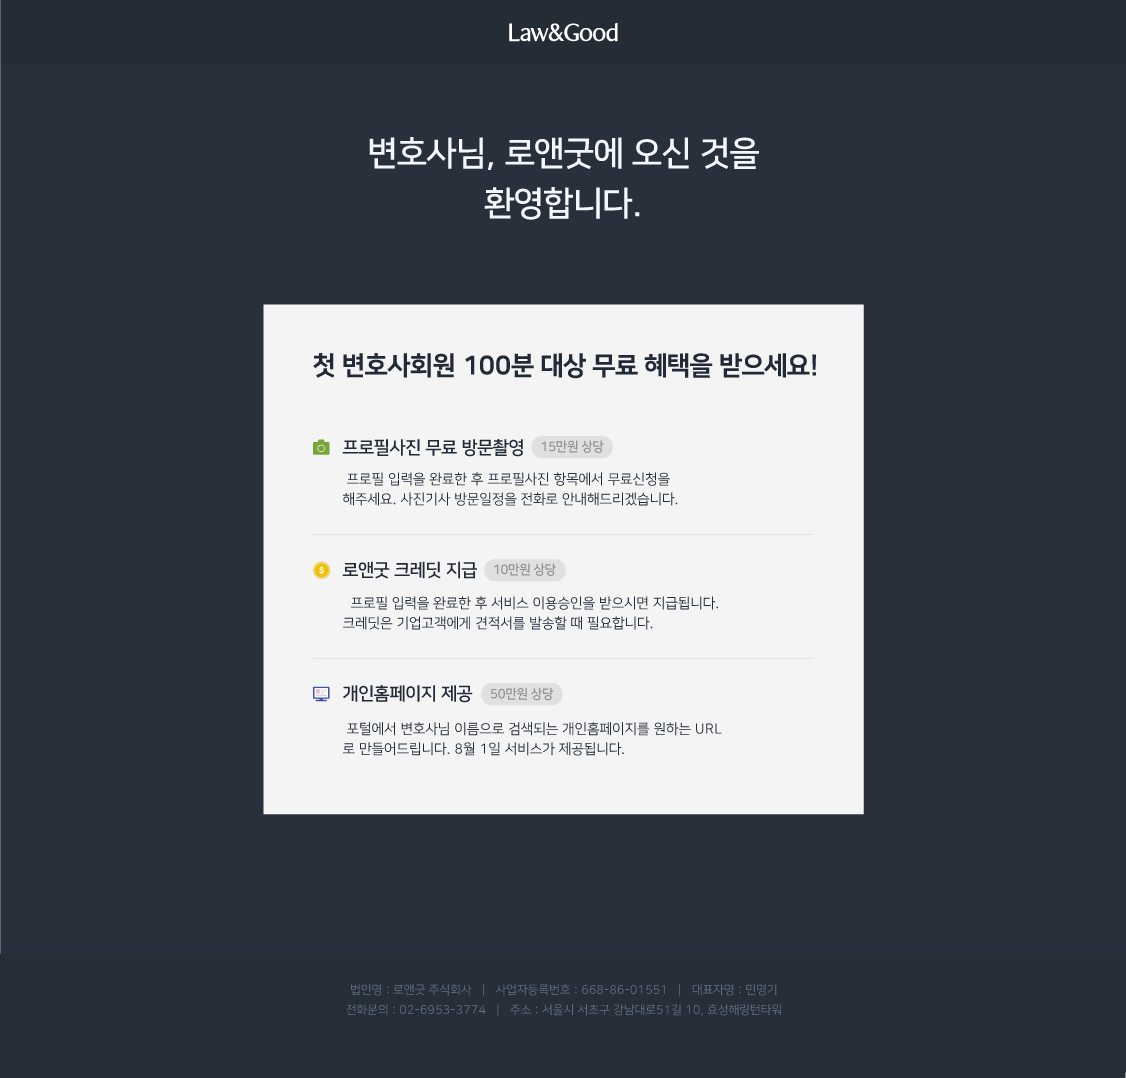 Law&Good
변호사님, 로앤굿에 오신 것을
환영합니다.
첫 변호사회원 100분 대상 무료 혜택을 받으세요!
프로필사진 무료 방문촬영 15만원 상당
프로필 입력을 완료한 후 프로필사진 항목에서 무료신청을
해주세요. 사진기사 방문일정을 전화로 안내해드리겠습니다.
로앤굿 크레딧 지급 10만원 상당
프로필 입력을 완료한 후 서비스 이용승인을 받으시면 지급됩니다.
크레딧은 기업고객에게 견적서를 발송할 때 필요합니다.
개인홈페이지 제공 50만원 상당
포털에서 변호사님 이름으로 검색되는 개인홈페이지를 원하는 URL
로 만들어드립니다. 8월 1일 서비스가 제공됩니다.
법인명 : 로앤굿 주식회사 | 사업자등록번호 : 668-86-01551 | 대표자명 : 민명기
전화문의 : 02-6953-3774 | 주소 : 서울시 서초구 강남대로51길 10, 효성해링턴타워